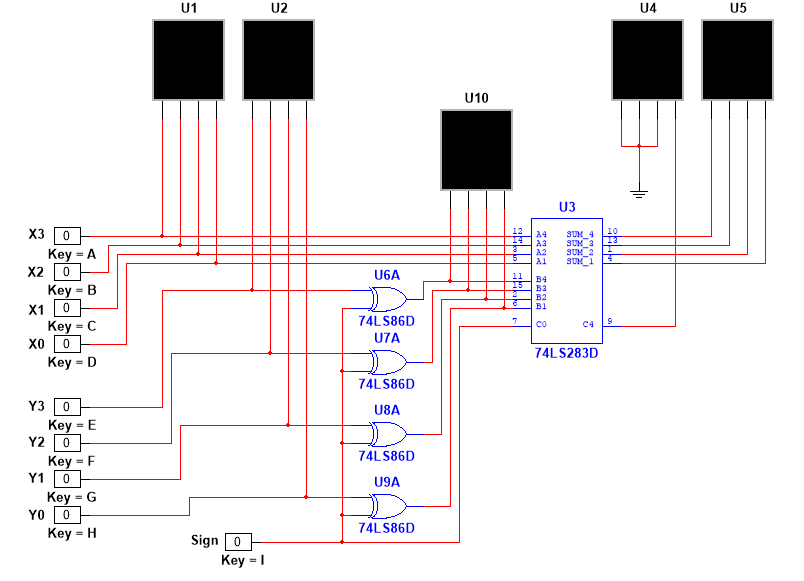 U1 U2 U4 U5
U10
U3
X3 0 12 A4 SUM_4 10
Key = A 14 A3 SUM_3 13
3 A2 SUM_2 1
X2 0 5 A1 SUM_1 4
Key = B U6A 11 B4
15 B3
X1 0 2 B2
Key = C 6 B1
74LS86D 7 C0 C4 9
X0 0 U7A 74LS283D
Key = D
74LS86D
Y3 0 U8A
Key = E
Y2 0 74LS86D
Key = F
Y1 0 U9A
Key = G
Y0 0 74LS86D
Key = H
Sign 0
Key = I